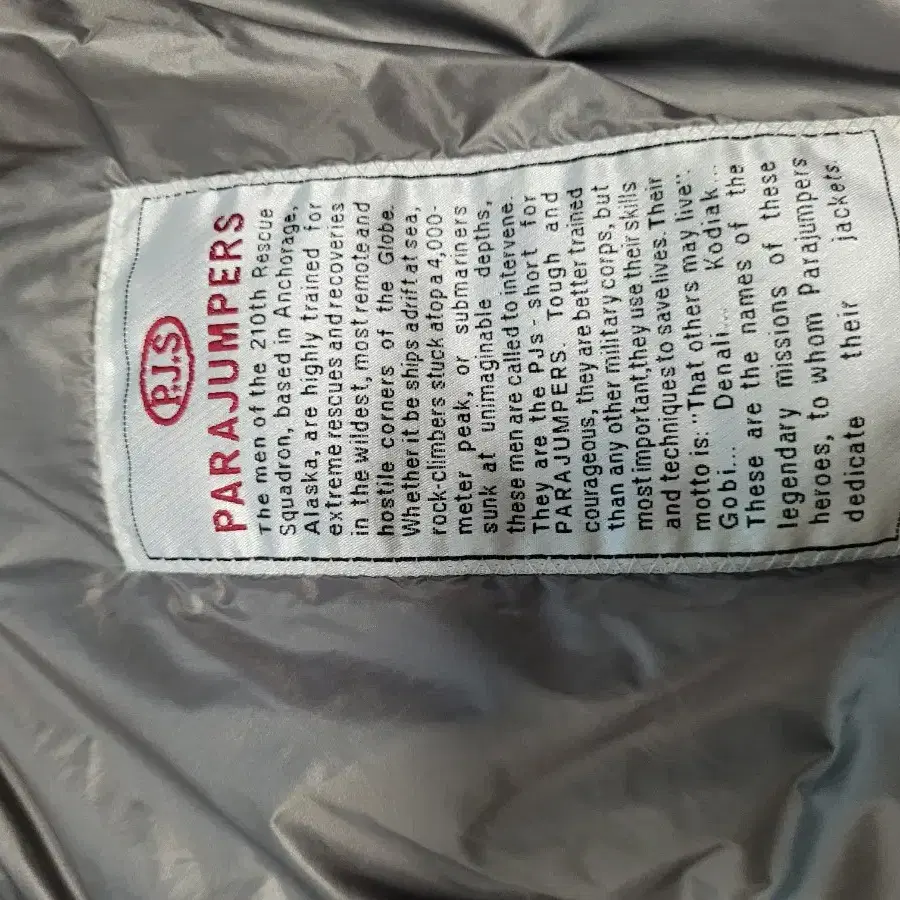 P.J.S
PARAJUMPERS
The men of the 210th Rescue
Squadron, based in Anchorage,
Alaska, are highly trained for
extreme rescues and recoveries
in the wildest, most remote and
hostile corners of the Globe.
Whether it be ships adrift at sea,
rock-climbers stuck atop a 4,000-
meter peak, or submariners
sunk at unimaginable depths,
these men are called to intervene.
They are the PJs - short for
PARAJUMPERS. Tough and
courageous, they are better trained
than any other military corps, but
most important, they use their skills
and techniques to save lives. Their
motto is: "That others may live".
Gobi... Denali... Kodiak...
These are the names of the
legendary missions of these
heroes, to whom Parajumpers
dedicate their jackets.